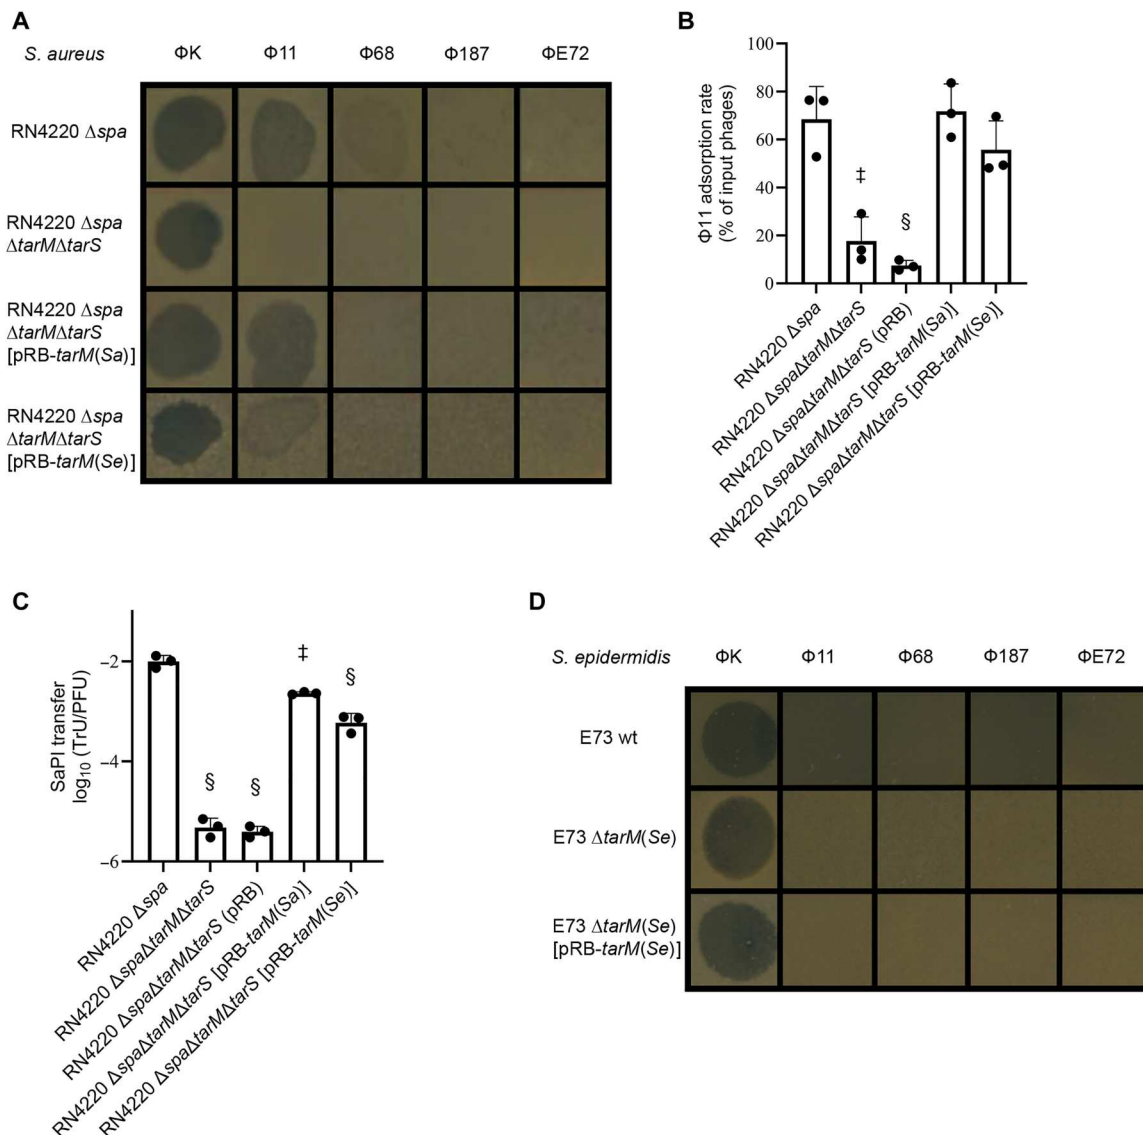 A
S. aureus ΦK Φ11 Φ68 Φ187 ΦE72
RN4220 Δspa
RN4220 Δspa
ΔtarMΔtarS
RN4220 Δspa
ΔtarMΔtarS
[pRB-tarM(Sa)]
RN4220 Δspa
ΔtarMΔtarS
[pRB-tarM(Se)]
B
Φ11 adsorption rate
(% of input phages)
100
80
60
40
20
0
‡
§
RN4220 Δspa
RN4220 ΔspaΔtarMΔtarS
RN4220 ΔspaΔtarMΔtarS (pRB)
RN4220 ΔspaΔtarMΔtarS [pRB-tarM(Sa)]
RN4220 ΔspaΔtarMΔtarS [pRB-tarM(Se)]
C
SaPI transfer
log10 (TrU/PFU)
–2
–4
–6
§
§
‡
§
RN4220 Δspa
RN4220 ΔspaΔtarMΔtarS
RN4220 ΔspaΔtarMΔtarS (pRB)
RN4220 ΔspaΔtarMΔtarS [pRB-tarM(Sa)]
RN4220 ΔspaΔtarMΔtarS [pRB-tarM(Se)]
D
S. epidermidis ΦK Φ11 Φ68 Φ187 ΦE72
E73 wt
E73 ΔtarM(Se)
E73 ΔtarM(Se)
[pRB-tarM(Se)]